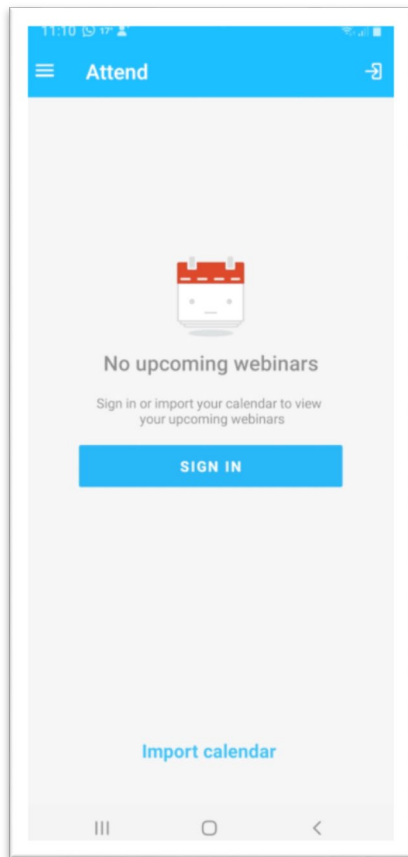 11:10 17°
Attend
No upcoming webinars
Sign in or import your calendar to view
your upcoming webinars
SIGN IN
Import calendar